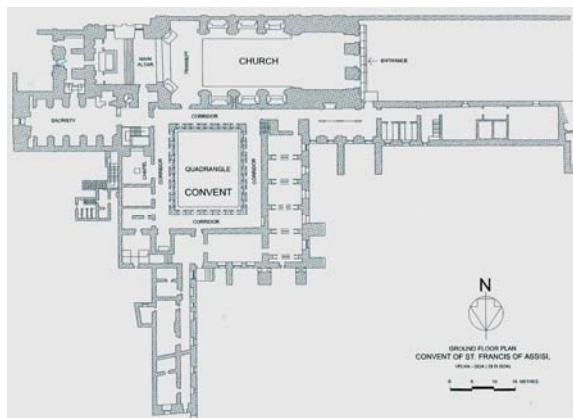 CHURCH
MAIN
ALTAR
TRANSEPT
ENTRANCE
CORRIDOR
SACRISTY
CHAPEL
CORRIDOR
QUADRANGLE
CONVENT
CORRIDOR
CORRIDOR
N
GROUND FLOOR PLAN
CONVENT OF ST. FRANCIS OF ASSISI,
METRES